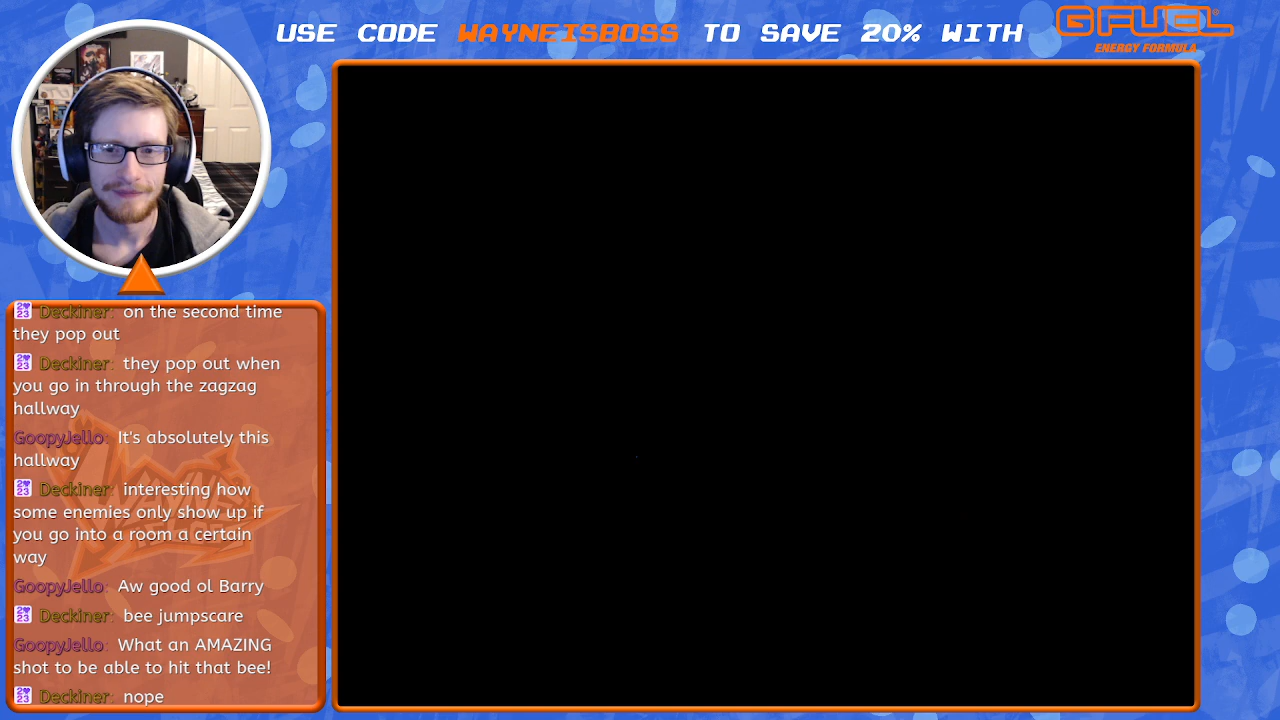 USE CODE WAYNEISBOSS TO SAVE 20% WITH
G FUEL®
ENERGY FORMULA
Deckiner: on the second time
they pop out
Deckiner: they pop out when
you go in through the zagzag
hallway
GoopyJello: It's absolutely this
hallway
Deckiner: interesting how
some enemies only show up if
you go into a room a certain
way
GoopyJello: Aw good ol Barry
Deckiner: bee jumpscare
GoopyJello: What an AMAZING
shot to be able to hit that bee!
Deckiner: nope